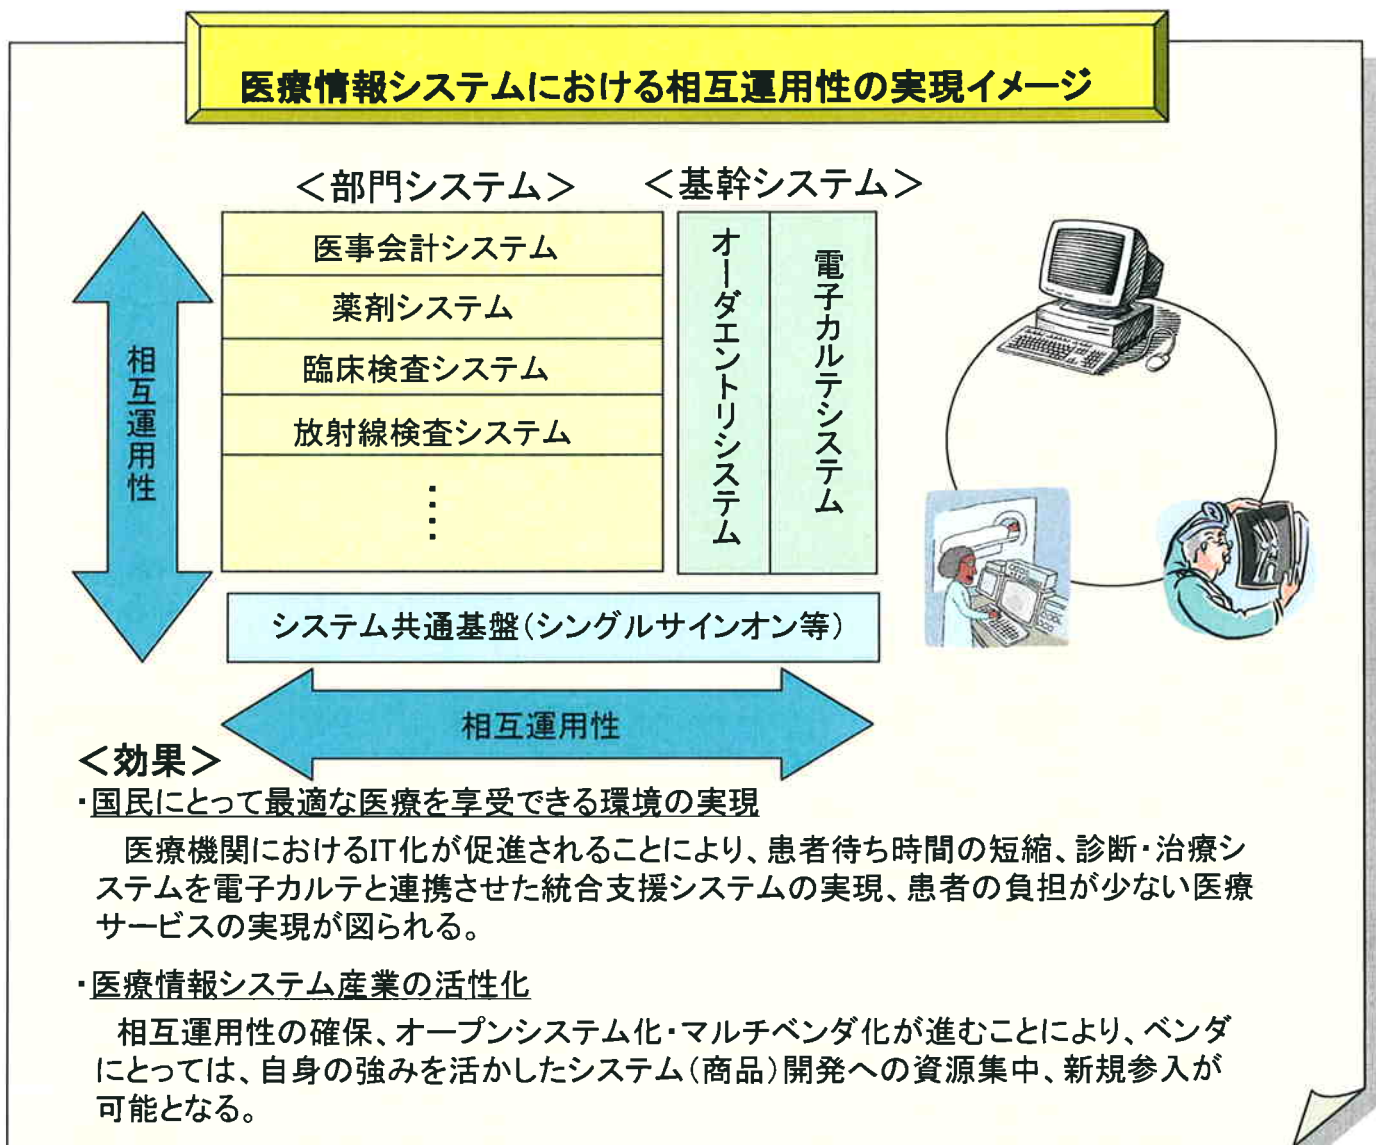 医療情報システムにおける相互運用性の実現イメージ
＜部門システム＞
＜基幹システム＞
相互運用性
医事会計システム
薬剤システム
臨床検査システム
放射線検査システム
オーダエントリシステム
電子カルテシステム
システム共通基盤(シングルサインオン等)
相互運用性
＜効果＞
・国民にとって最適な医療を享受できる環境の実現
医療機関におけるIT化が促進されることにより、患者待ち時間の短縮、診断・治療シ
ステムを電子カルテと連携させた統合支援システムの実現、患者の負担が少ない医療
サービスの実現が図られる。
・医療情報システム産業の活性化
相互運用性の確保、オープンシステム化・マルチベンダ化が進むことにより、ベンダ
にとっては、自身の強みを活かしたシステム(商品)開発への資源集中、新規参入が
可能となる。